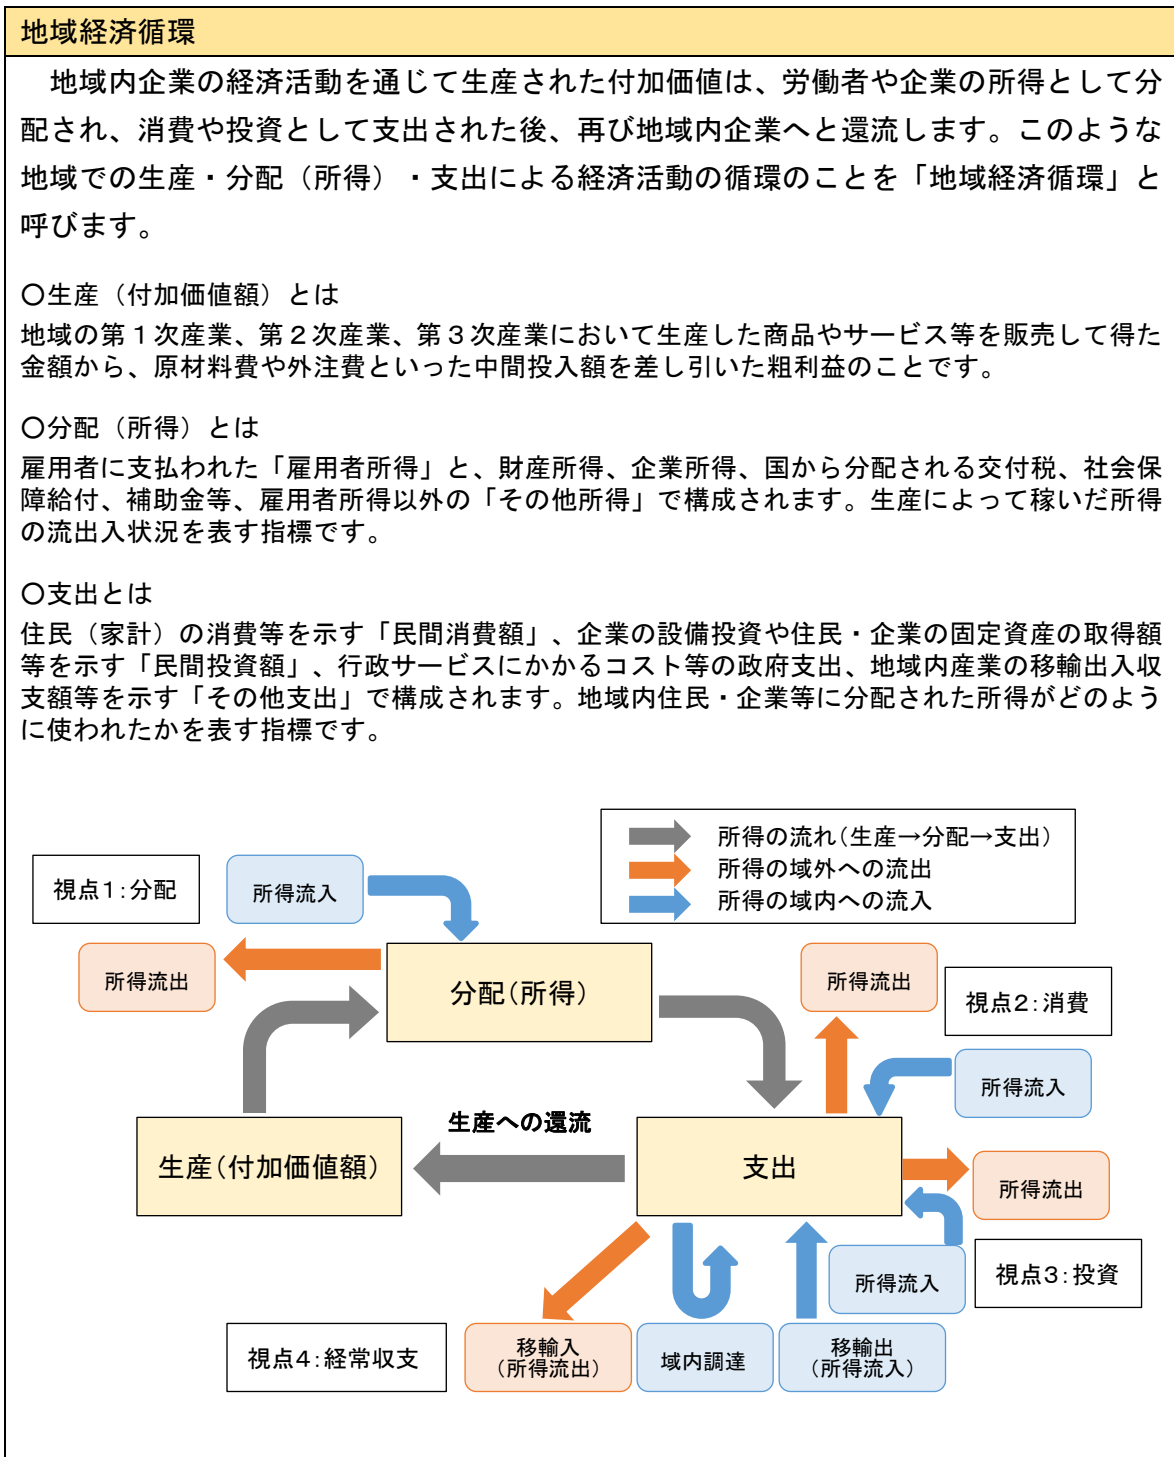 地域経済循環
　地域内企業の経済活動を通じて生産された付加価値は、労働者や企業の所得として分
配され、消費や投資として支出された後、再び地域内企業へと還流します。このような
地域での生産・分配（所得）・支出による経済活動の循環のことを「地域経済循環」と
呼びます。
〇生産（付加価値額）とは
地域の第１次産業、第２次産業、第３次産業において生産した商品やサービス等を販売して得た
金額から、原材料費や外注費といった中間投入額を差し引いた粗利益のことです。
〇分配（所得）とは
雇用者に支払われた「雇用者所得」と、財産所得、企業所得、国から分配される交付税、社会保
障給付、補助金等、雇用者所得以外の「その他所得」で構成されます。生産によって稼いだ所得
の流出入状況を表す指標です。
〇支出とは
住民（家計）の消費等を示す「民間消費額」、企業の設備投資や住民・企業の固定資産の取得額
等を示す「民間投資額」、行政サービスにかかるコスト等の政府支出、地域内産業の移輸出入収
支額等を示す「その他支出」で構成されます。地域内住民・企業等に分配された所得がどのよう
に使われたかを表す指標です。
所得の流れ（生産→分配→支出）
所得の域外への流出
所得の域内への流入
視点1：分配
所得流入
所得流出
分配（所得）
所得流出
視点2：消費
所得流入
生産への還流
生産（付加価値額）
支出
所得流出
所得流入
視点3：投資
視点4：経常収支
移輸入
（所得流出）
域内調達
移輸出
（所得流入）